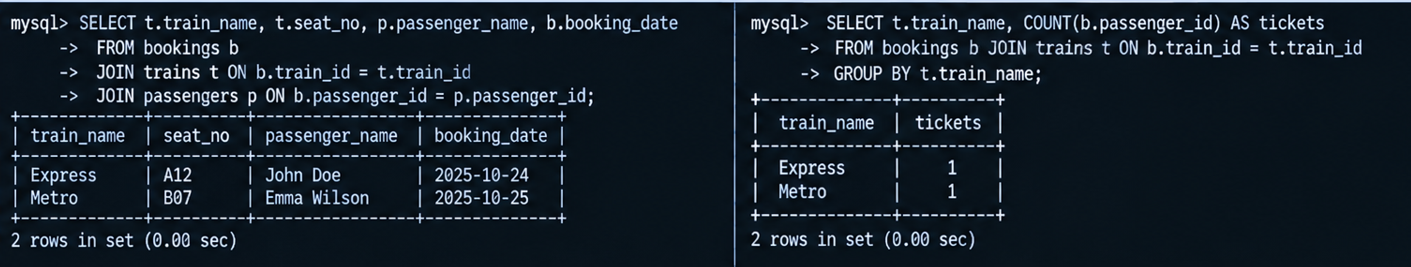 mysql> SELECT t.train_name, t.seat_no, p.passenger_name, b.booking_date
-> FROM bookings b
-> JOIN trains t ON b.train_id = t.train_id
-> JOIN passengers p ON b.passenger_id = p.passenger_id;
+-------------+---------+----------------+--------------+
| train_name | seat_no | passenger_name | booking_date |
+-------------+---------+----------------+--------------+
| Express | A12 | John Doe | 2025-10-24 |
| Metro | B07 | Emma Wilson | 2025-10-25 |
+-------------+---------+----------------+--------------+
2 rows in set (0.00 sec)
mysql> SELECT t.train_name, COUNT(b.passenger_id) AS tickets
-> FROM bookings b JOIN trains t ON b.train_id = t.train_id
-> GROUP BY t.train_name;
+--------------+----------+
| train_name | tickets |
+--------------+----------+
| Express | 1 |
| Metro | 1 |
+--------------+----------+
2 rows in set (0.00 sec)